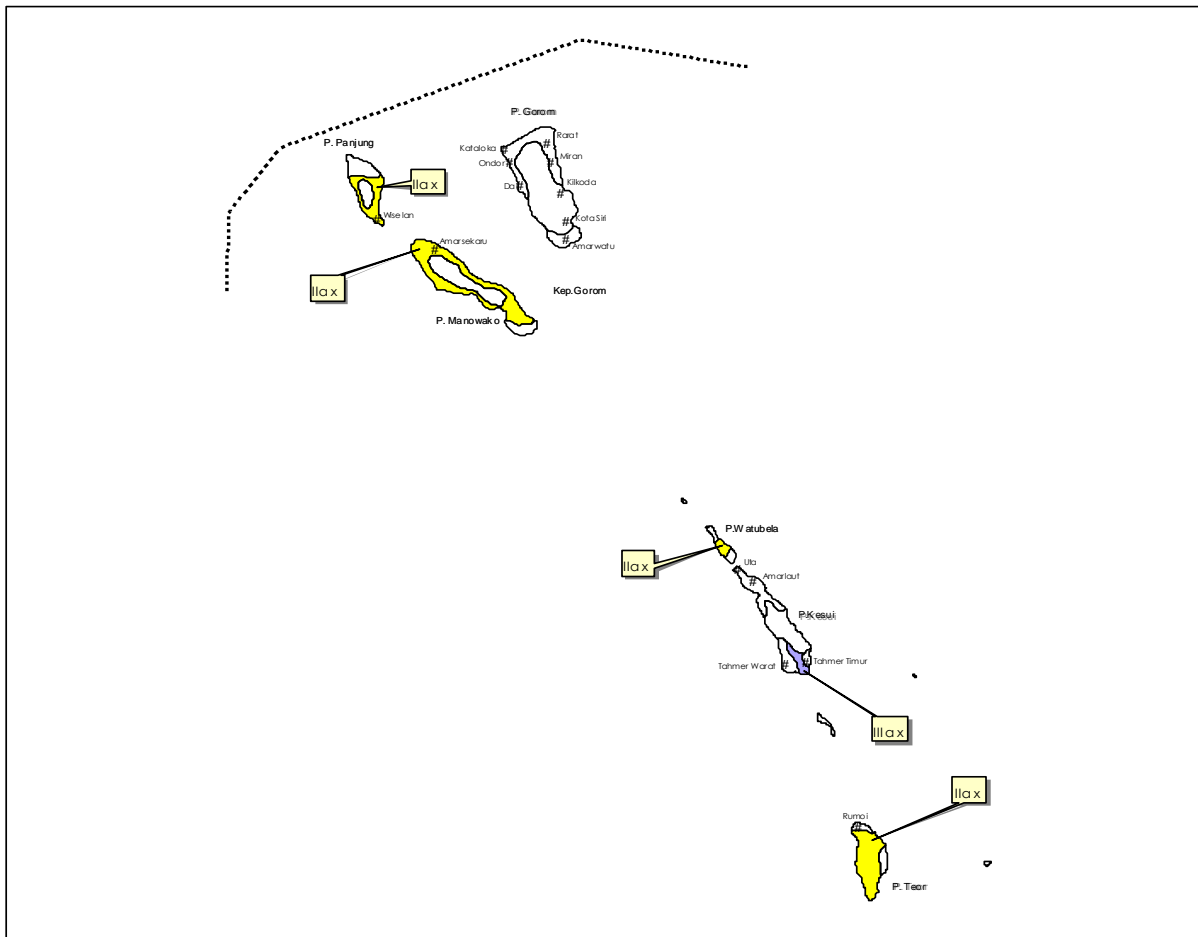 P. Gorom
Rarat
P. Panjung
Kataloka
Ondor
Miran
IIax
Dai
Kilkoda
Wiselan
Kota Siri
Amarsekaru
Amarwatu
IIax
Kep.Gorom
P. Manowako
P.Watubela
IIax
Uta
Amarlaut
P.Kesui
Tahmer Warat
Tahmer Timur
IIIax
IIax
Rumoi
P. Teor